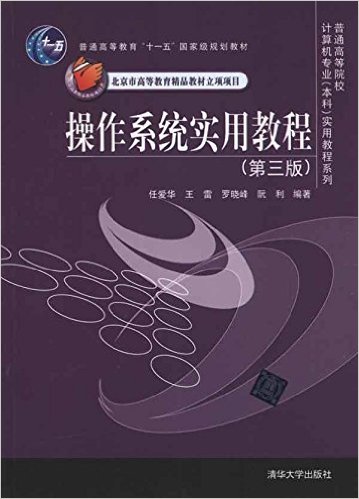 十一五
普通高等教育“十一五”国家级规划教材
北京市高等教育精品教材立项项目
普通高等院校
计算机专业(本科)实用教程系列
操作系统实用教程
(第三版)
任爱华 王 雷 罗晓峰 阮 利 编著
清华大学出版社